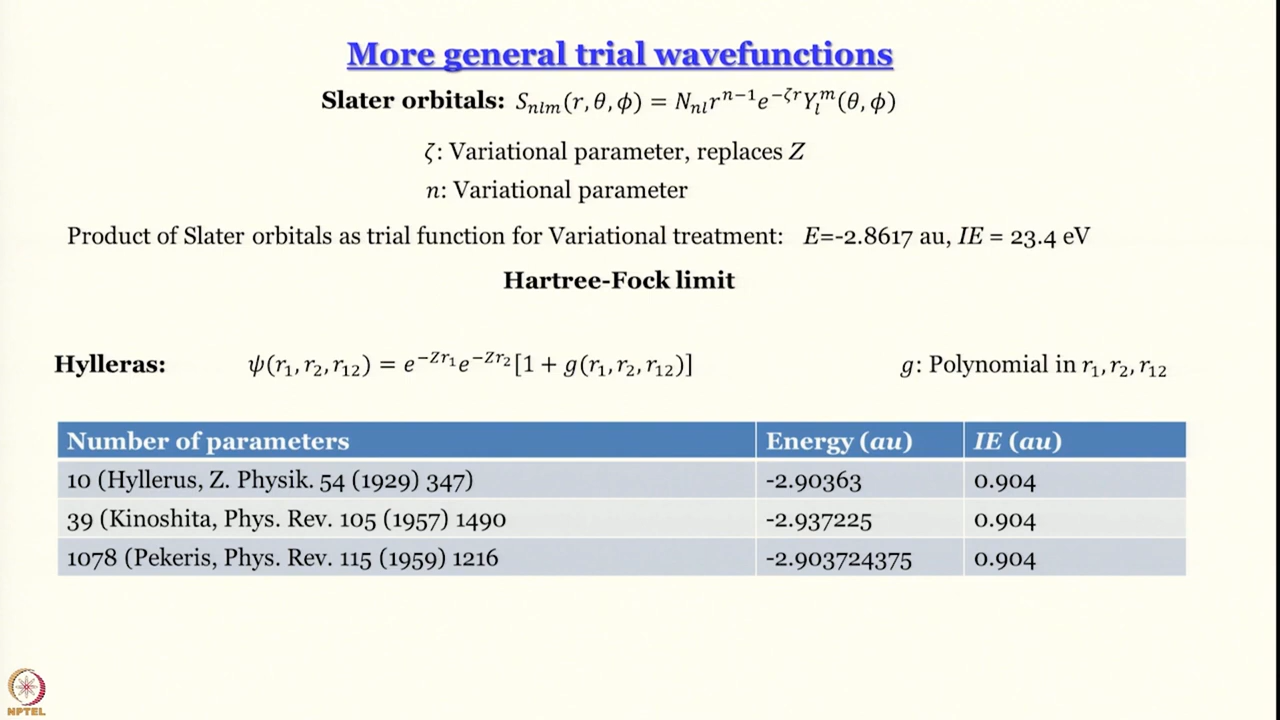 More general trial wavefunctions
Slater orbitals: Sₙₗₘ(r, θ, ϕ) = Nₙₗrⁿ⁻¹e^{−ζr}Yₗᵐ(θ, ϕ)
ζ: Variational parameter, replaces Z
n: Variational parameter
Product of Slater orbitals as trial function for Variational treatment: E=-2.8617 au, IE = 23.4 eV
Hartree-Fock limit
Hylleras: ψ(r₁, r₂, r₁₂) = e^{−Zr₁}e^{−Zr₂}[1 + g(r₁, r₂, r₁₂)] g: Polynomial in r₁, r₂, r₁₂
Number of parameters Energy (au) IE (au)
10 (Hyllerus, Z. Physik. 54 (1929) 347) -2.90363 0.904
39 (Kinoshita, Phys. Rev. 105 (1957) 1490 -2.937225 0.904
1078 (Pekeris, Phys. Rev. 115 (1959) 1216 -2.903724375 0.904
NPTEL